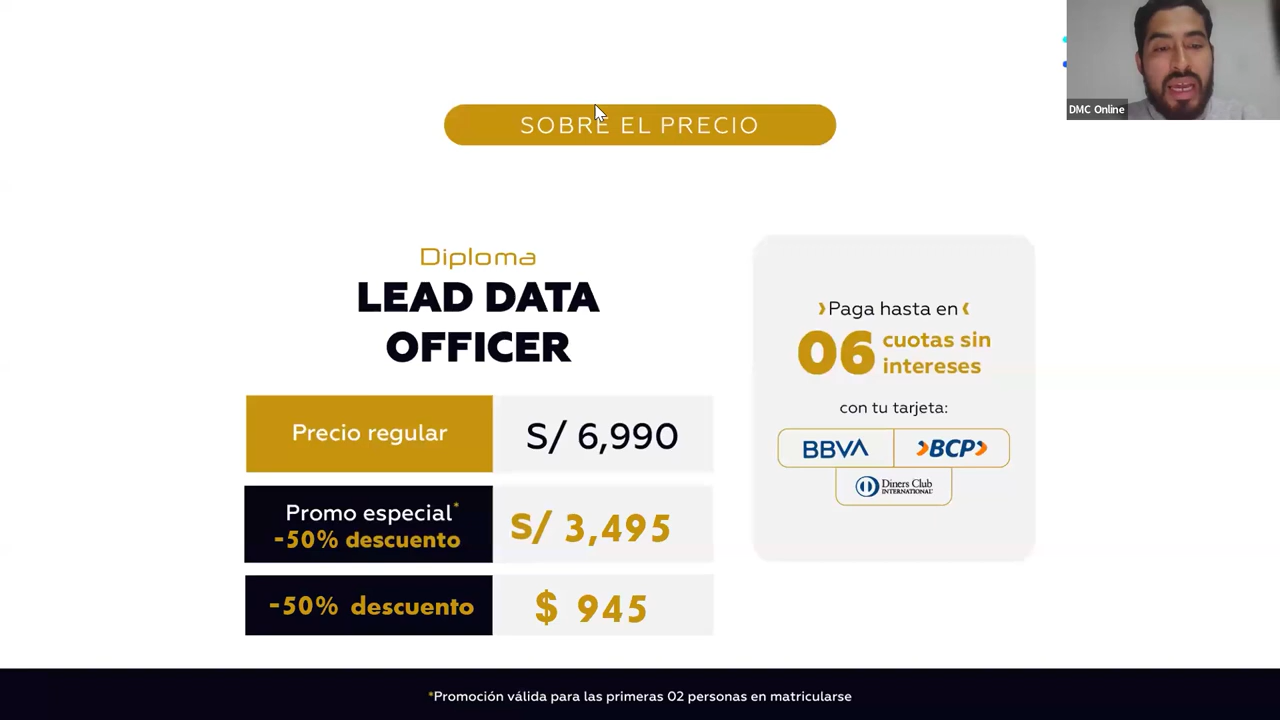 DMC Online
SOBRE EL PRECIO
Diploma
LEAD DATA
OFFICER
Precio regular
S/ 6,990
Promo especial*
-50% descuento
S/ 3,495
-50% descuento
$ 945
Paga hasta en
06
cuotas sin
intereses
con tu tarjeta:
BBVA
BCP
Diners Club
INTERNATIONAL
*Promoción válida para las primeras 02 personas en matricularse